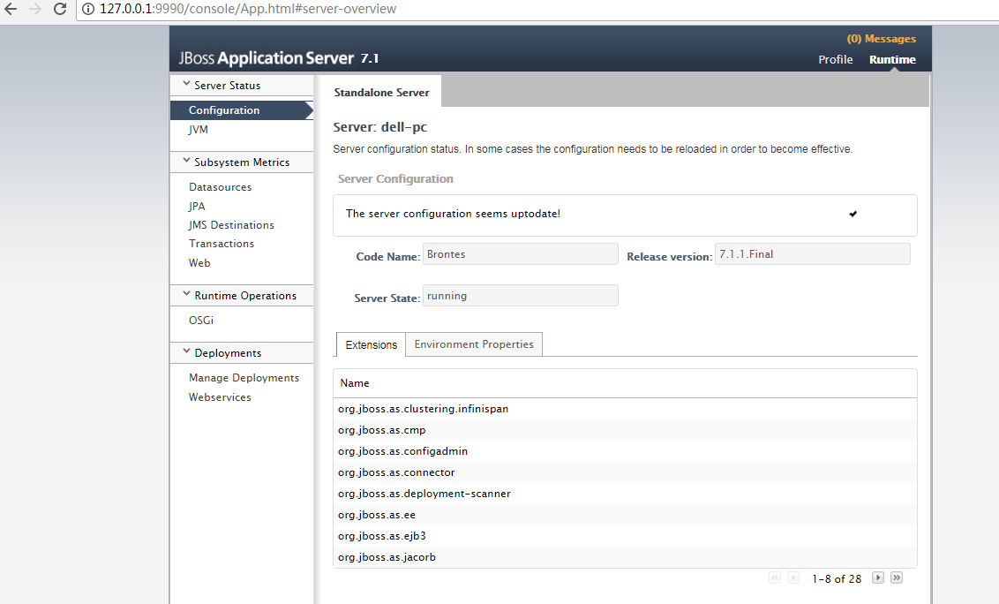 127.0.0.1:9990/console/App.html#server-overview
(0) Messages
JBoss Application Server 7.1
Profile Runtime
Server Status
Configuration
JVM
Subsystem Metrics
Datasources
JPA
JMS Destinations
Transactions
Web
Runtime Operations
OSGi
Deployments
Manage Deployments
Webservices
Standalone Server
Server: dell-pc
Server configuration status. In some cases the configuration needs to be reloaded in order to become effective.
Server Configuration
The server configuration seems uptodate!
Code Name: Brontes Release version: 7.1.1.Final
Server State: running
Extensions Environment Properties
Name
org.jboss.as.clustering.infinispan
org.jboss.as.cmp
org.jboss.as.configadmin
org.jboss.as.connector
org.jboss.as.deployment-scanner
org.jboss.as.ee
org.jboss.as.ejb3
org.jboss.as.jacorb
1-8 of 28